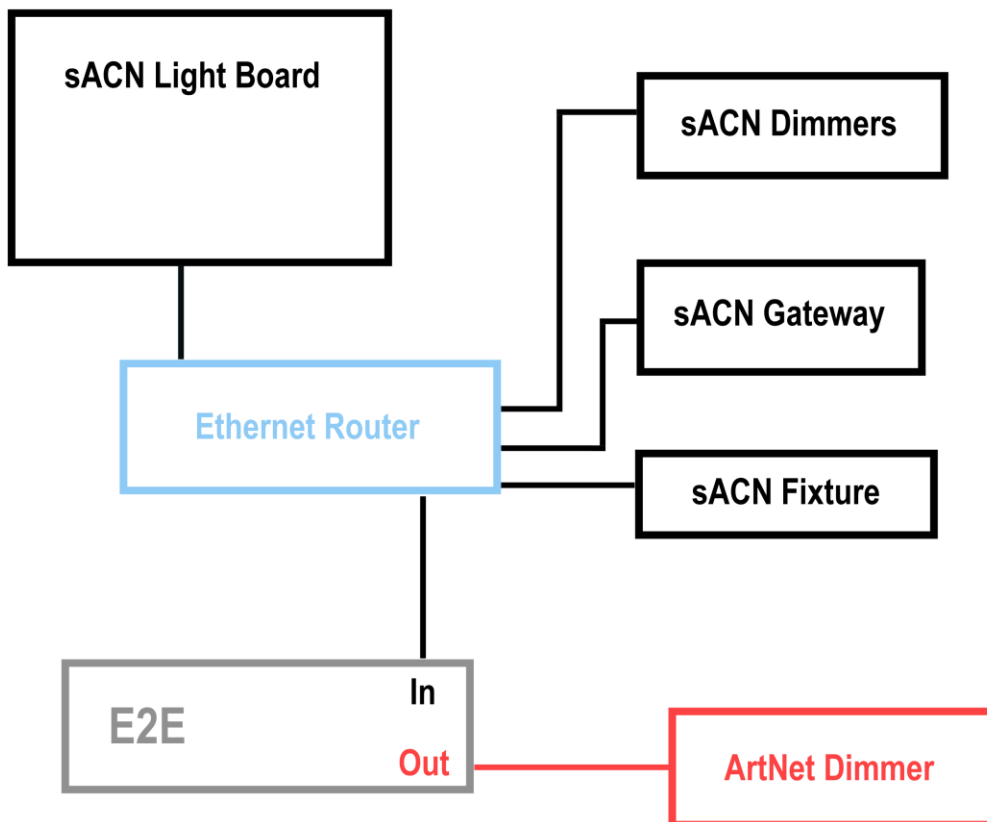 sACN Light Board
sACN Dimmers
sACN Gateway
Ethernet Router
sACN Fixture
In
E2E
Out
ArtNet Dimmer